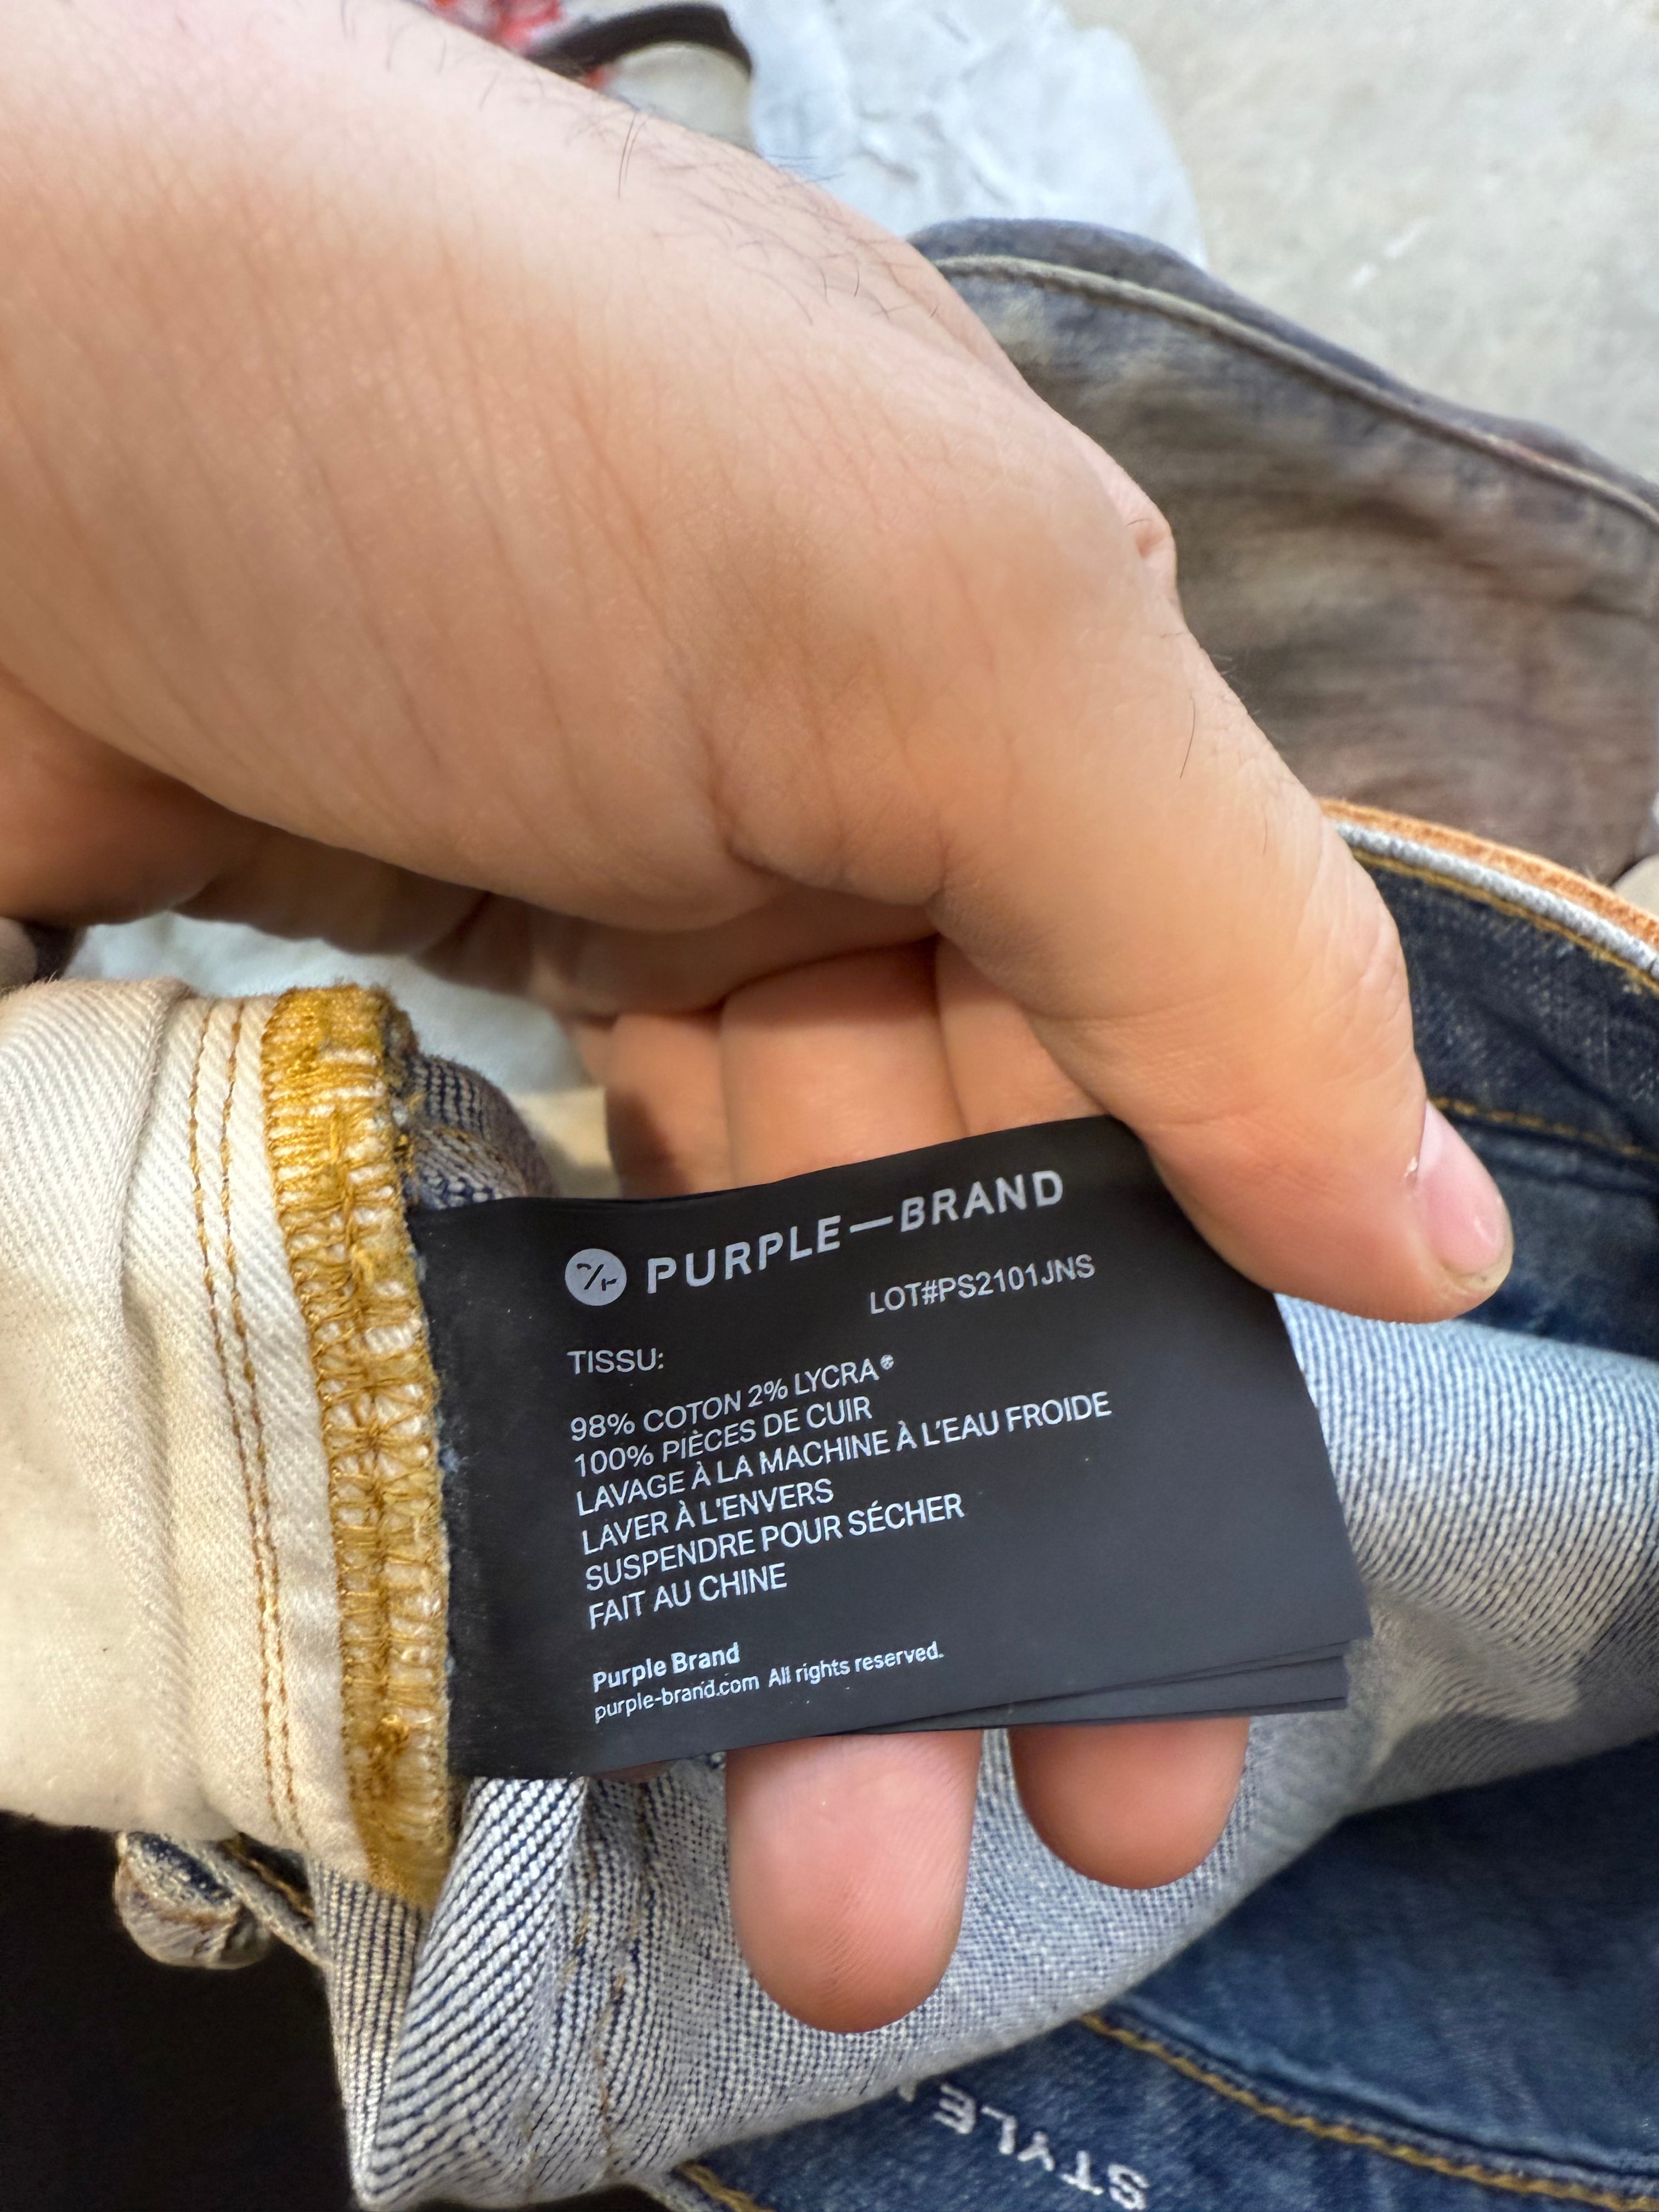 PURPLE—BRAND
LOT#PS2101JNS
TISSU:
98% COTON 2% LYCRA®
100% PIÈCES DE CUIR
LAVAGE À LA MACHINE À L'EAU FROIDE
LAVER À L'ENVERS
SUSPENDRE POUR SÉCHER
FAIT AU CHINE
Purple Brand
purple-brand.com All rights reserved.
STYLE